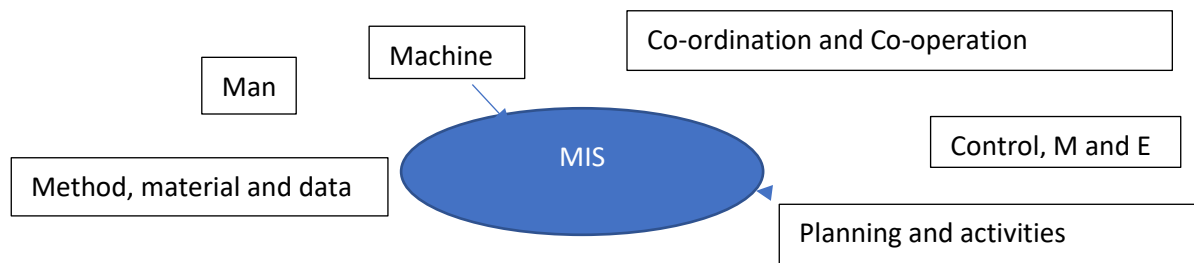 Co-ordination and Co-operation
Machine
Man
MIS
Control, M and E
Method, material and data
Planning and activities